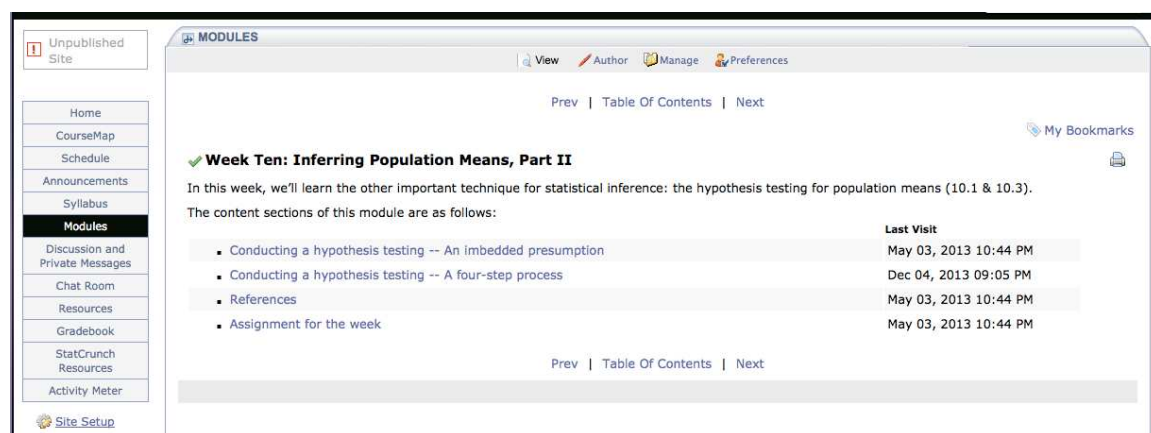 Unpublished
Site
Home
CourseMap
Schedule
Announcements
Syllabus
Modules
Discussion and
Private Messages
Chat Room
Resources
Gradebook
StatCrunch
Resources
Activity Meter
Site Setup
MODULES
View Author Manage Preferences
Prev | Table Of Contents | Next
My Bookmarks
Week Ten: Inferring Population Means, Part II
In this week, we'll learn the other important technique for statistical inference: the hypothesis testing for population means (10.1 & 10.3).
The content sections of this module are as follows:
Last Visit
Conducting a hypothesis testing -- An imbedded presumption May 03, 2013 10:44 PM
Conducting a hypothesis testing -- A four-step process Dec 04, 2013 09:05 PM
References May 03, 2013 10:44 PM
Assignment for the week May 03, 2013 10:44 PM
Prev | Table Of Contents | Next